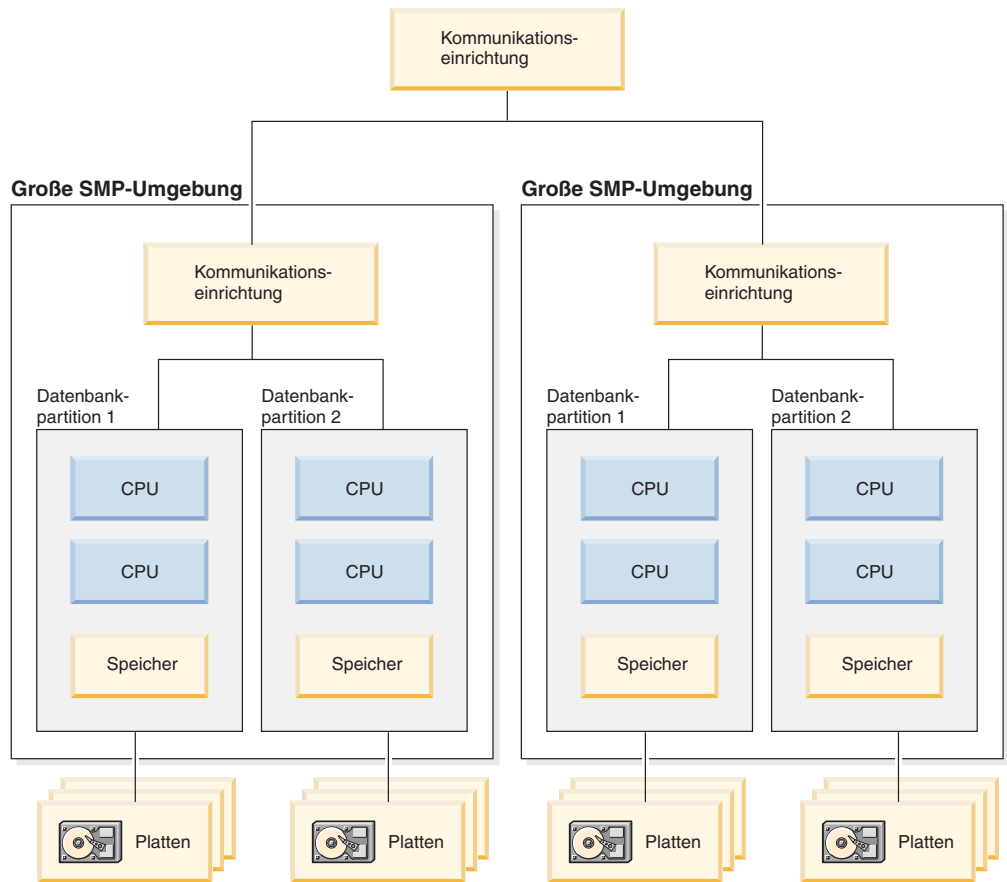 Kommunikations-
einrichtung
Große SMP-Umgebung
Große SMP-Umgebung
Kommunikations-
einrichtung
Kommunikations-
einrichtung
Datenbank-
partition 1
Datenbank-
partition 2
Datenbank-
partition 1
Datenbank-
partition 2
CPU
CPU
CPU
CPU
CPU
CPU
CPU
CPU
Speicher
Speicher
Speicher
Speicher
Platten
Platten
Platten
Platten